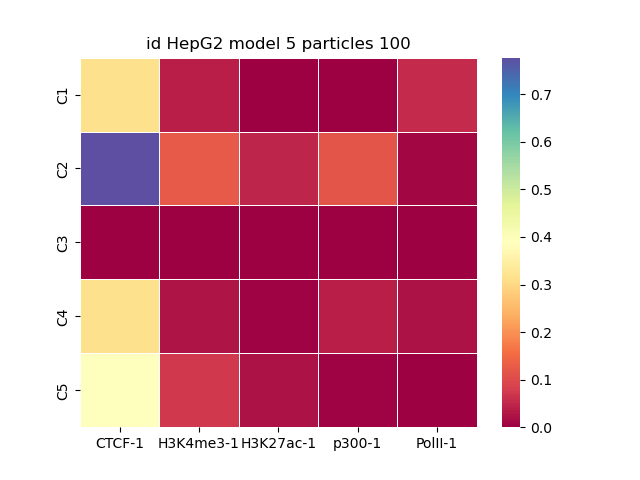 id HepG2 model 5 particles 100
C1
C2
C3
C4
C5
CTCF-1 H3K4me3-1 H3K27ac-1 p300-1 PolII-1
0.7
0.6
0.5
0.4
0.3
0.2
0.1
0.0